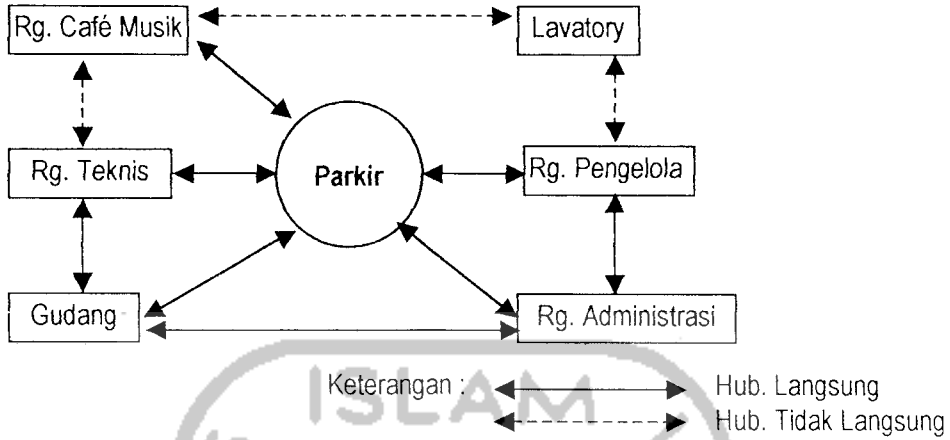 Rg. Café Musik
Lavatory
Rg. Teknis
Parkir
Rg. Pengelola
Gudang
Rg. Administrasi
Keterangan :
Hub. Langsung
Hub. Tidak Langsung
ISLAM